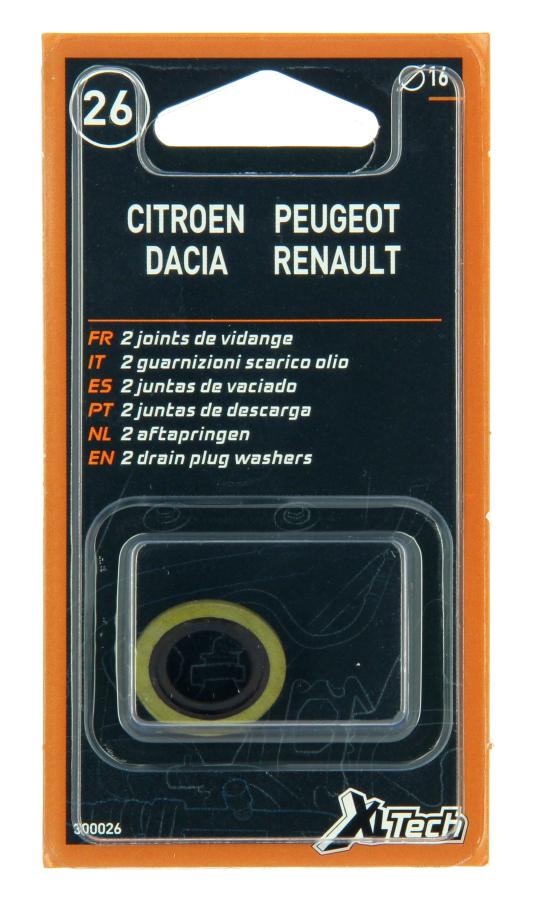 26
Ø16
CITROEN PEUGEOT
DACIA RENAULT
FR 2 joints de vidange
IT 2 guarnizioni scarico olio
ES 2 juntas de vaciado
PT 2 juntas de descarga
NL 2 aftapringen
EN 2 drain plug washers
300026
XLTech